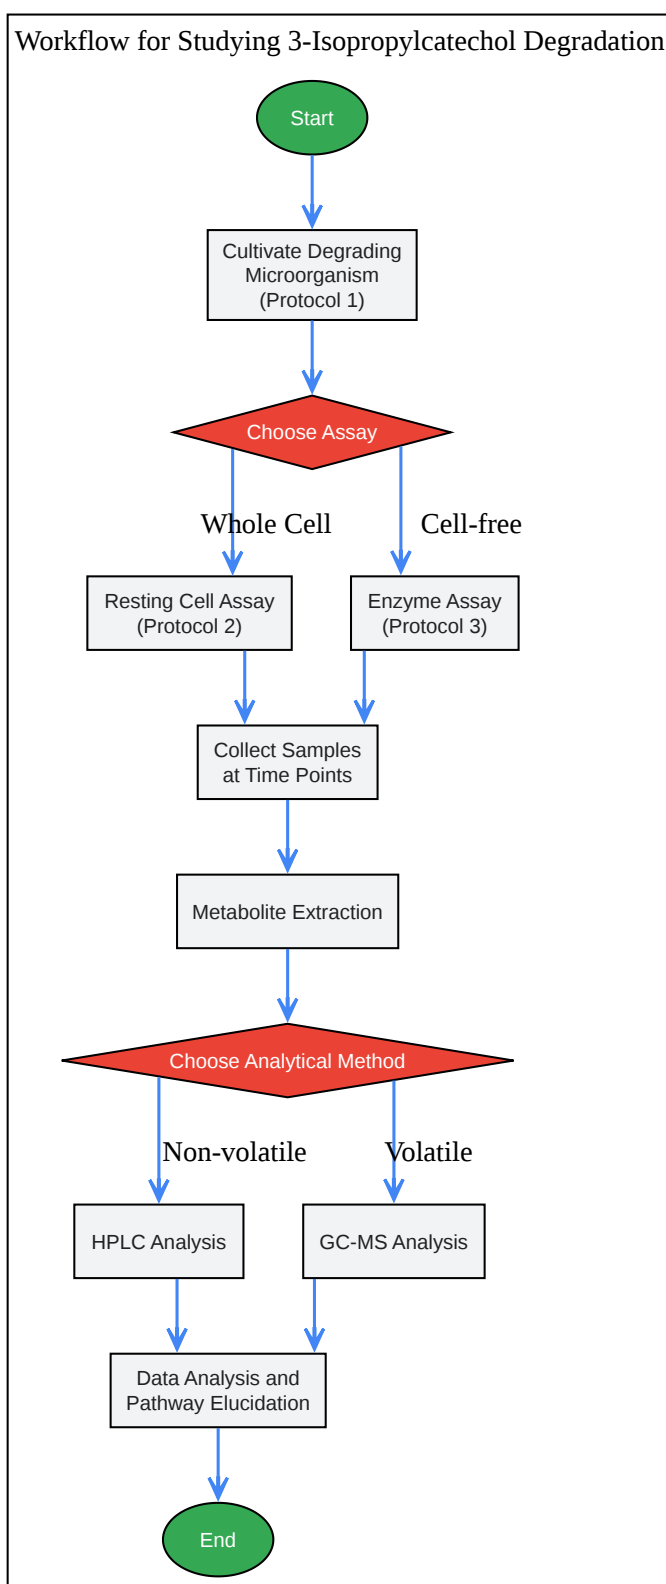 Workflow for Studying 3-Isopropylcatechol Degradation
Start
Cultivate Degrading
Microorganism
(Protocol 1)
Choose Assay
Whole Cell
Cell-free
Resting Cell Assay
(Protocol 2)
Enzyme Assay
(Protocol 3)
Collect Samples
at Time Points
Metabolite Extraction
Choose Analytical Method
Non-volatile
Volatile
HPLC Analysis
GC-MS Analysis
Data Analysis and
Pathway Elucidation
End